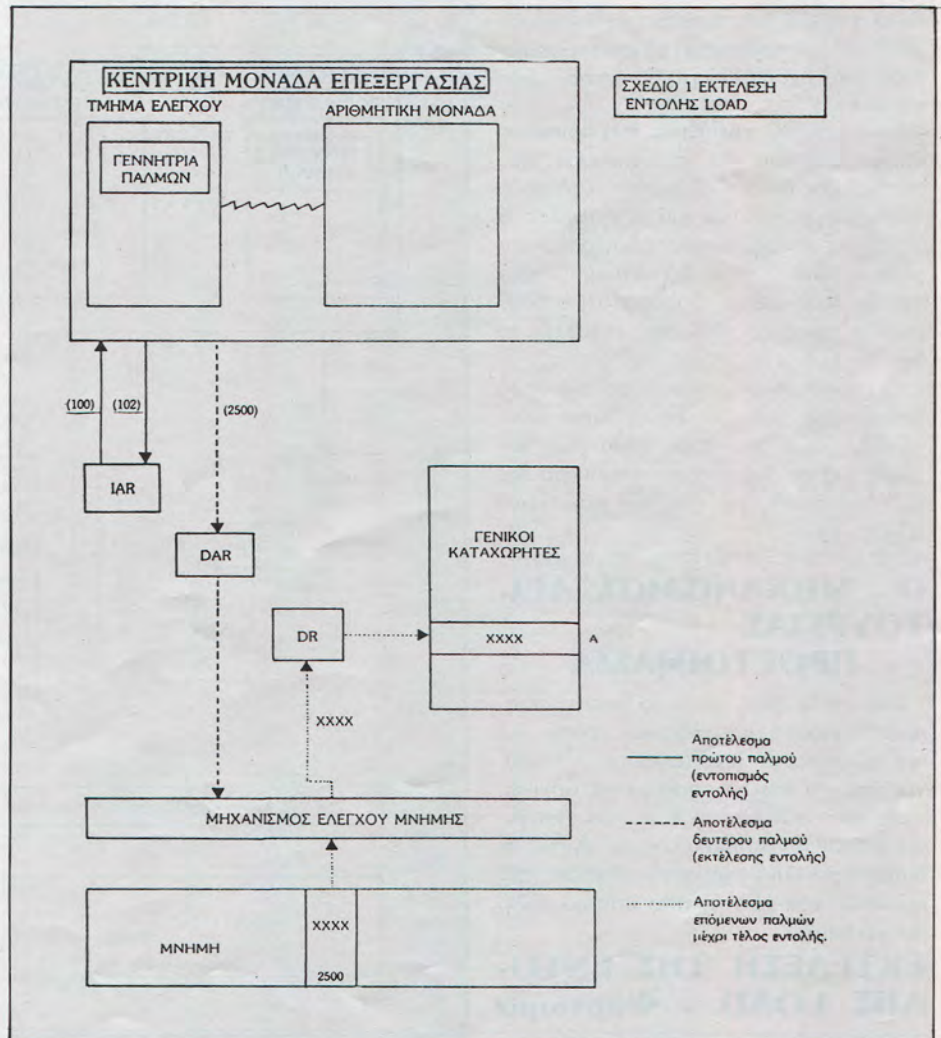 ΚΕΝΤΡΙΚΗ ΜΟΝΑΔΑ ΕΠΕΞΕΡΓΑΣΙΑΣ
ΣΧΕΔΙΟ 1 ΕΚΤΕΛΕΣΗ
ΕΝΤΟΛΗΣ LOAD
ΤΜΗΜΑ ΕΛΕΓΧΟΥ
ΑΡΙΘΜΗΤΙΚΗ ΜΟΝΑΔΑ
ΓΕΝΝΗΤΡΙΑ
ΠΑΛΜΩΝ
(100)
(102)
(2500)
IAR
DAR
ΓΕΝΙΚΟΙ
ΚΑΤΑΧΩΡΗΤΕΣ
DR
XXXX
A
XXXX
Αποτέλεσμα
πρώτου παλμού
(εντοπισμός
εντολής)
ΜΗΧΑΝΙΣΜΟΣ ΕΛΕΓΧΟΥ ΜΝΗΜΗΣ
Αποτέλεσμα
δευτερου παλμού
(εκτέλεσης εντολής)
ΜΝΗΜΗ
XXXX
2500
Αποτέλεσμα
επόμενων παλμών
μέχρι τέλος εντολής.